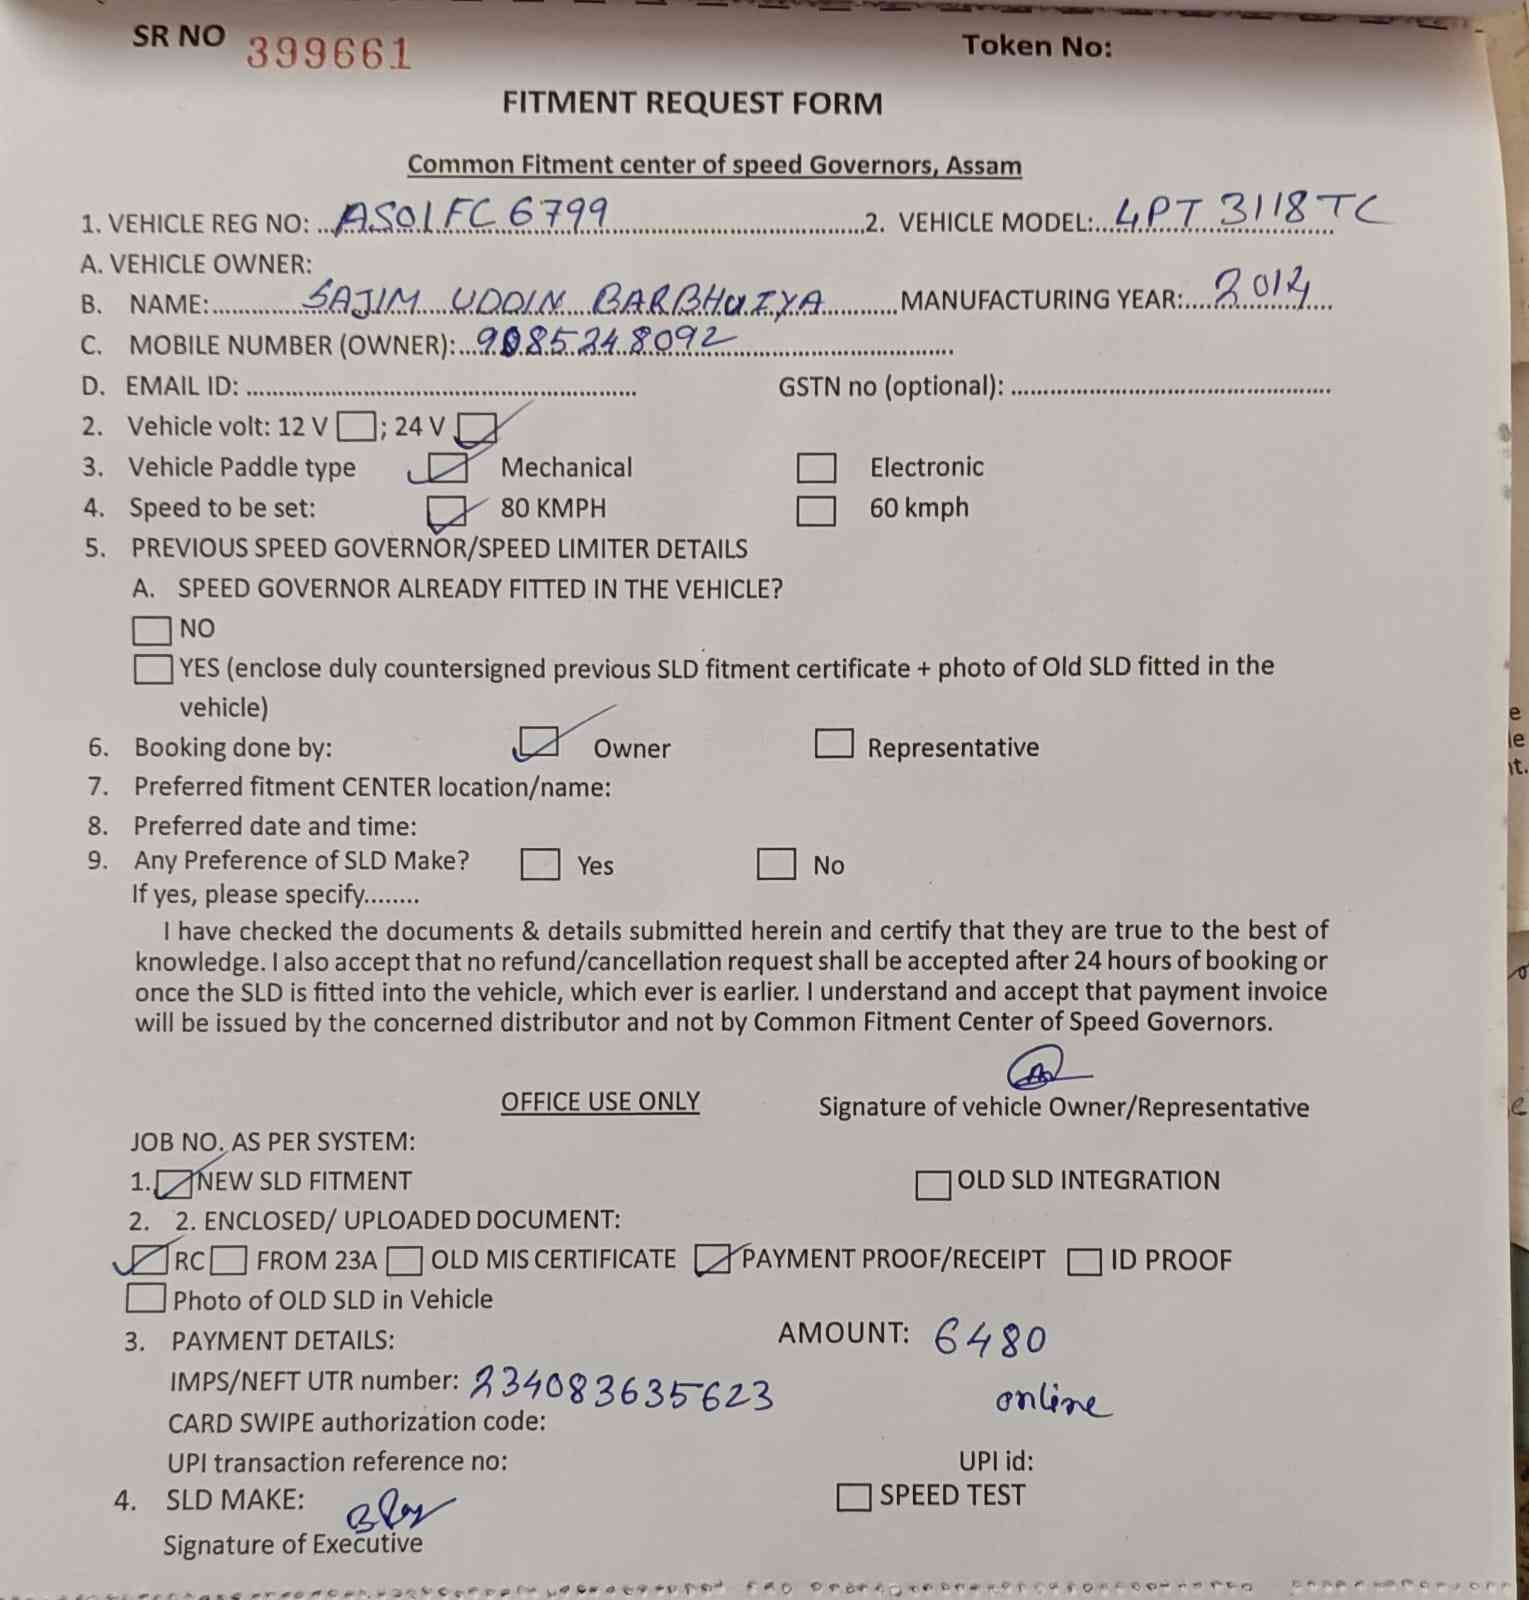 SR NO 399661 Token No:
FITMENT REQUEST FORM
Common Fitment center of speed Governors, Assam
1. VEHICLE REG NO: ASO1FC 6799 2. VEHICLE MODEL: LPT 3118 TC
A. VEHICLE OWNER:
B. NAME: SAJIM UDDIN BARBHUIYA MANUFACTURING YEAR: 2014
C. MOBILE NUMBER (OWNER): 9085248092
D. EMAIL ID: GSTN no (optional):
2. Vehicle volt: 12 V ; 24 V
3. Vehicle Paddle type Mechanical Electronic
4. Speed to be set: 80 KMPH 60 kmph
5. PREVIOUS SPEED GOVERNOR/SPEED LIMITER DETAILS
A. SPEED GOVERNOR ALREADY FITTED IN THE VEHICLE?
NO
YES (enclose duly countersigned previous SLD fitment certificate + photo of Old SLD fitted in the
vehicle)
6. Booking done by: Owner Representative
7. Preferred fitment CENTER location/name:
8. Preferred date and time:
9. Any Preference of SLD Make? Yes No
If yes, please specify........
I have checked the documents & details submitted herein and certify that they are true to the best of
knowledge. I also accept that no refund/cancellation request shall be accepted after 24 hours of booking or
once the SLD is fitted into the vehicle, which ever is earlier. I understand and accept that payment invoice
will be issued by the concerned distributor and not by Common Fitment Center of Speed Governors.
OFFICE USE ONLY Signature of vehicle Owner/Representative
JOB NO. AS PER SYSTEM:
1. NEW SLD FITMENT OLD SLD INTEGRATION
2. 2. ENCLOSED/ UPLOADED DOCUMENT:
RC FROM 23A OLD MIS CERTIFICATE PAYMENT PROOF/RECEIPT ID PROOF
Photo of OLD SLD in Vehicle
3. PAYMENT DETAILS: AMOUNT: 6480
IMPS/NEFT UTR number: 234083635623 online
CARD SWIPE authorization code:
UPI transaction reference no: UPI id:
4. SLD MAKE: SPEED TEST
Signature of Executive